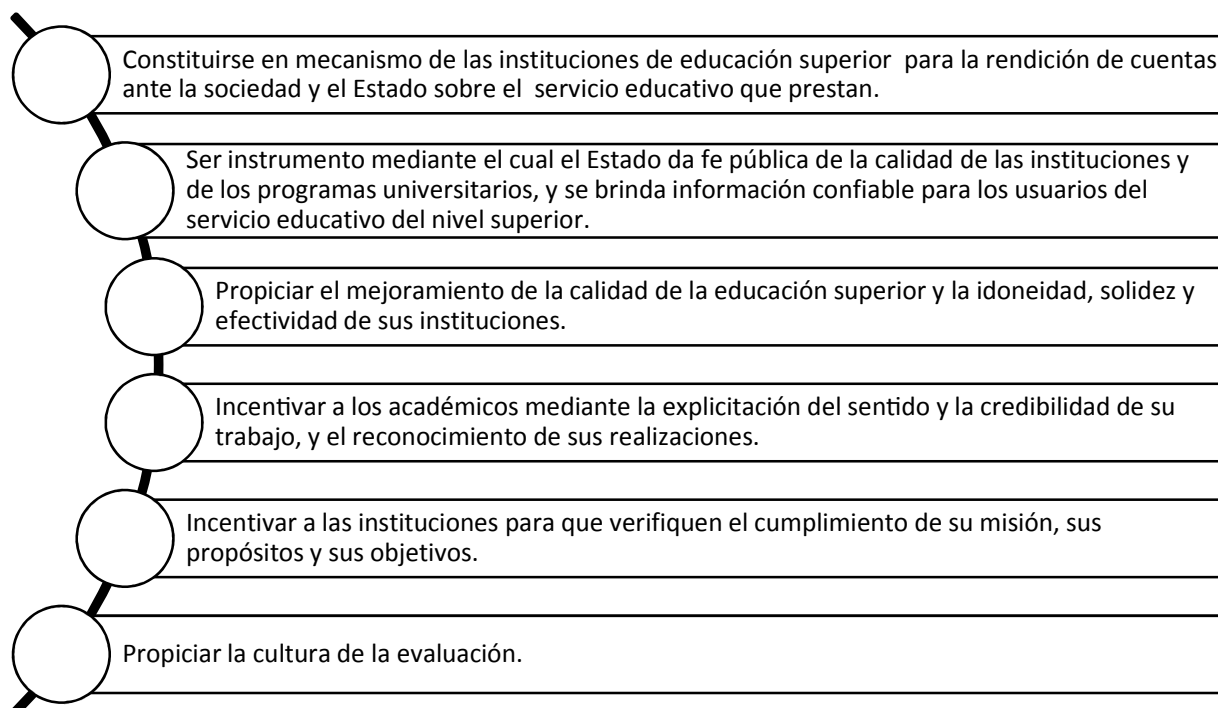 Constituirse en mecanismo de las instituciones de educación superior  para la rendición de cuentas
ante la sociedad y el Estado sobre el  servicio educativo que prestan.
Ser instrumento mediante el cual el Estado da fe pública de la calidad de las instituciones y
de los programas universitarios, y se brinda información confiable para los usuarios del
servicio educativo del nivel superior.
Propiciar el mejoramiento de la calidad de la educación superior y la idoneidad, solidez y
efectividad de sus instituciones.
Incentivar a los académicos mediante la explicitación del sentido y la credibilidad de su
trabajo, y el reconocimiento de sus realizaciones.
Incentivar a las instituciones para que verifiquen el cumplimiento de su misión, sus
propósitos y sus objetivos.
Propiciar la cultura de la evaluación.